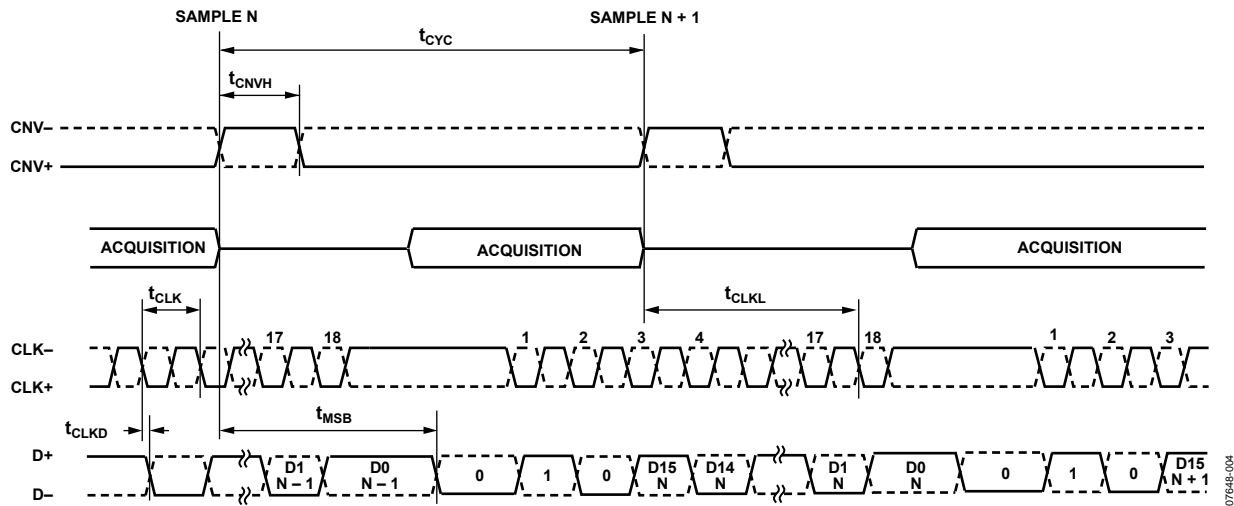 SAMPLE N
SAMPLE N + 1
tCYC
tCNVH
CNV–
CNV+
ACQUISITION
ACQUISITION
ACQUISITION
tCLK
tCLKL
CLK–
17
18
1
2
3
4
17
18
1
2
3
CLK+
tCLKD
tMSB
D+
D–
D1
N – 1
D0
N – 1
0
1
0
D15
N
D14
N
D1
N
D0
N
0
1
0
D15
N + 1
07648-004